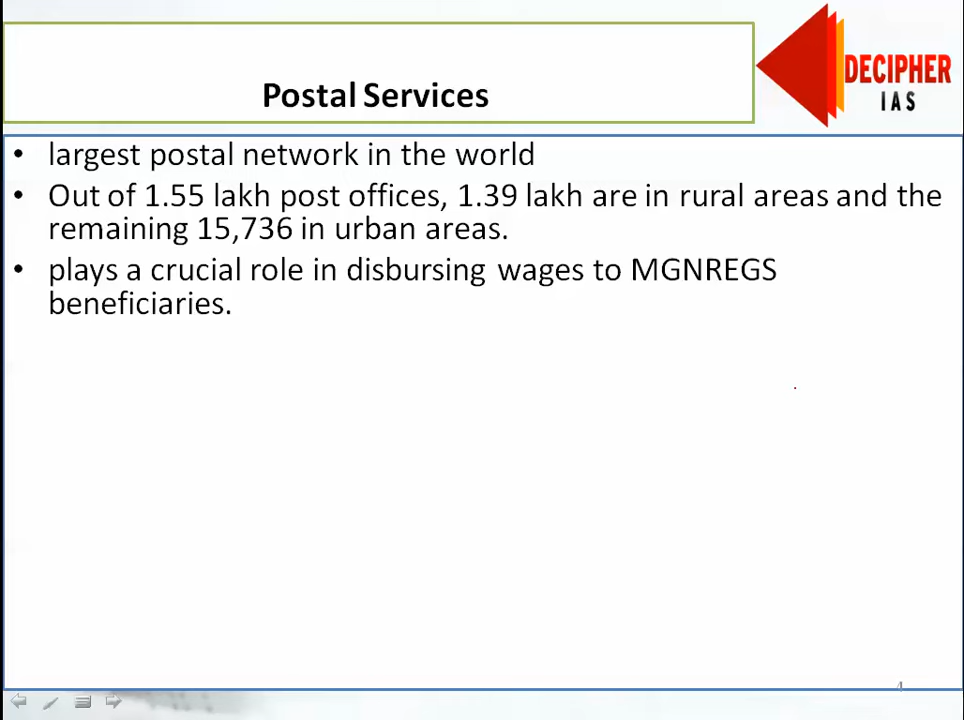 Postal Services
DECIPHER
IAS
• largest postal network in the world
• Out of 1.55 lakh post offices, 1.39 lakh are in rural areas and the
remaining 15,736 in urban areas.
• plays a crucial role in disbursing wages to MGNREGS
beneficiaries.
4